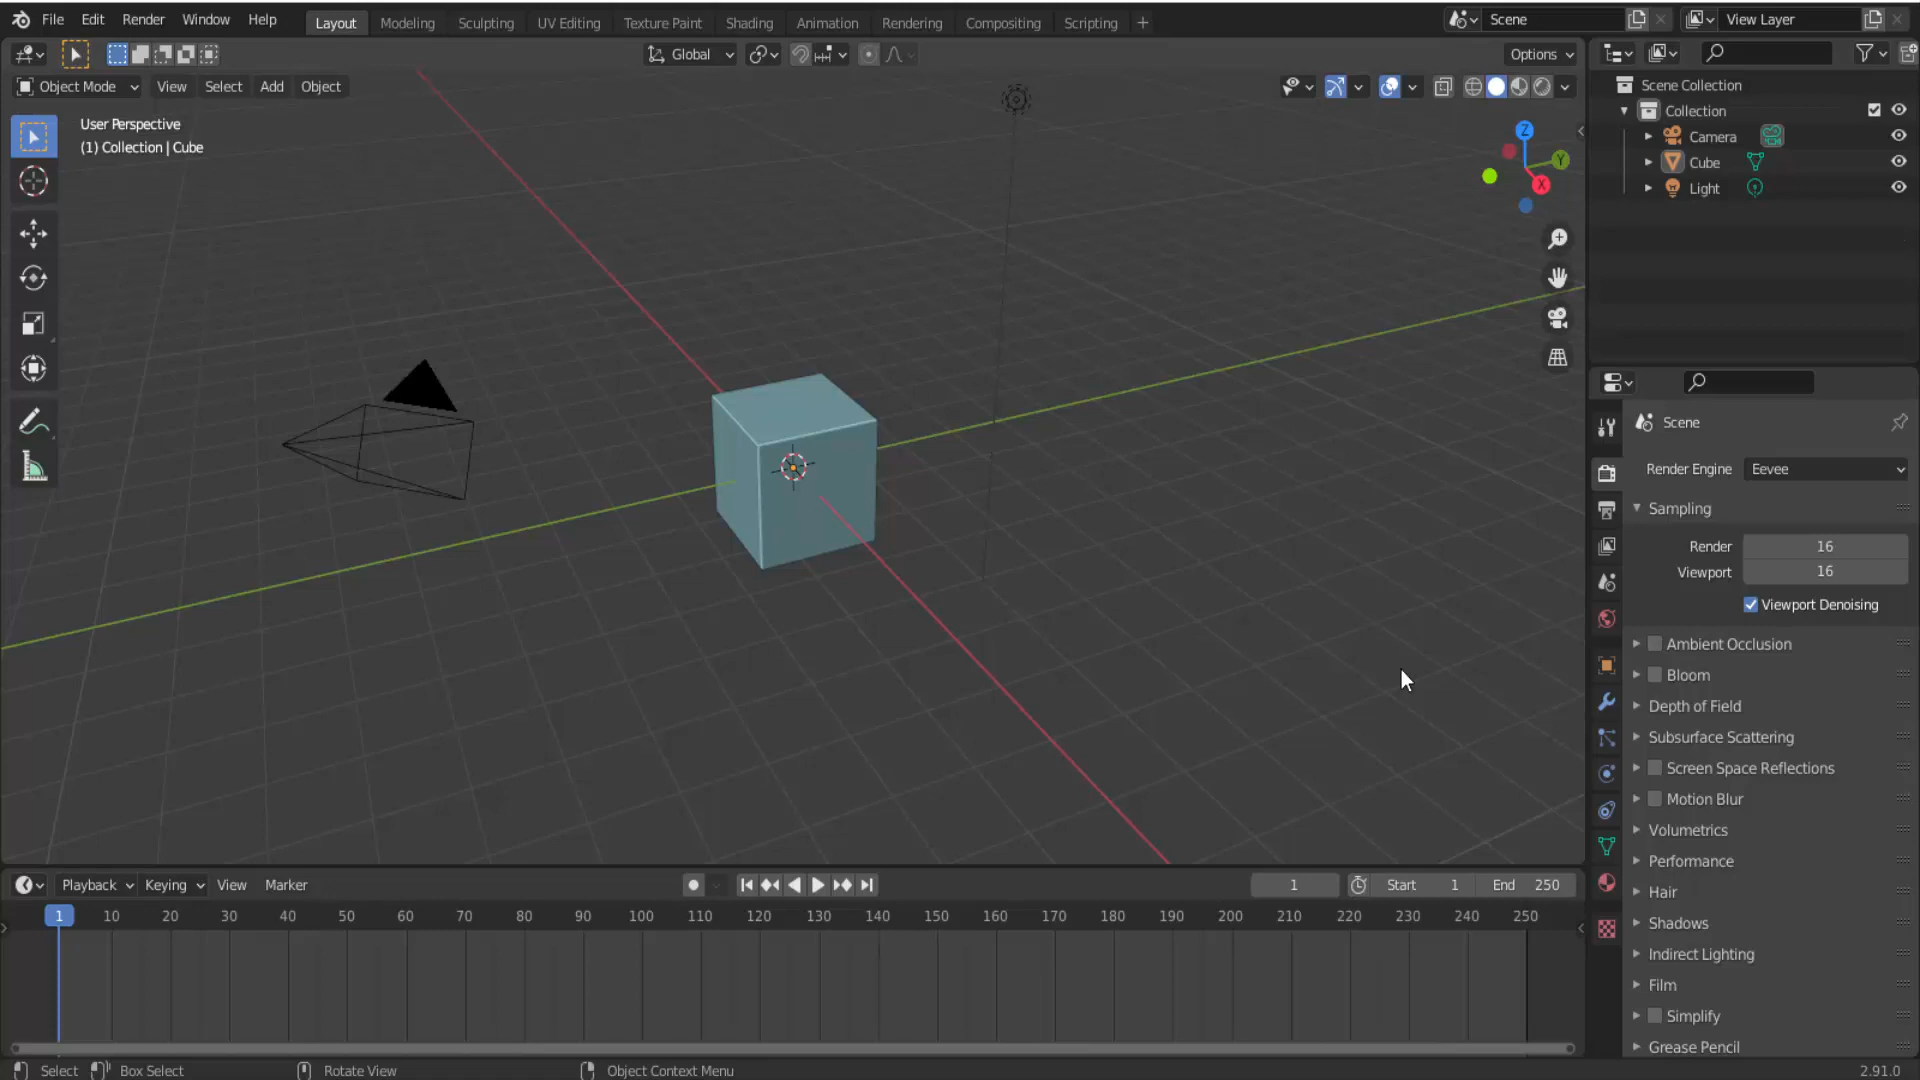 File Edit Render Window Help
Layout Modeling Sculpting UV Editing Texture Paint Shading Animation Rendering Compositing Scripting +
Scene
View Layer
Global
Options
Object Mode View Select Add Object
User Perspective
(1) Collection | Cube
Z
Y
X
Scene Collection
Collection
Camera
Cube
Light
Scene
Render Engine Eevee
Sampling
Render 16
Viewport 16
Viewport Denoising
Ambient Occlusion
Bloom
Depth of Field
Subsurface Scattering
Screen Space Reflections
Motion Blur
Volumetrics
Performance
Hair
Shadows
Indirect Lighting
Film
Simplify
Grease Pencil
Playback Keying View Marker
1 Start 1 End 250
1 10 20 30 40 50 60 70 80 90 100 110 120 130 140 150 160 170 180 190 200 210 220 230 240 250
Select Box Select Rotate View Object Context Menu 2.91.0